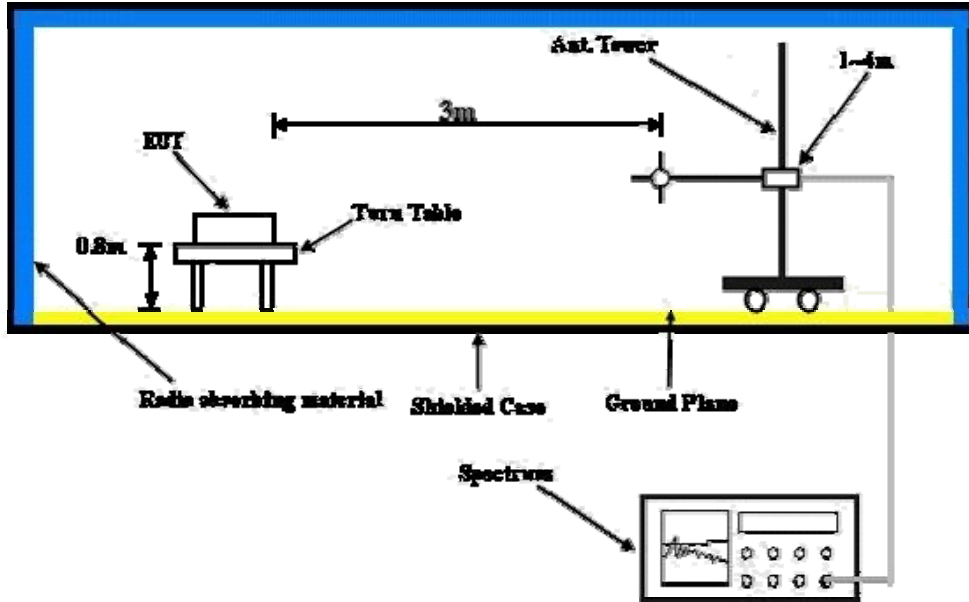 Ant. Tower
1~4m
3m
EUT
Turn Table
0.8m
Radio absorbing material
Shielded Case
Ground Plane
Spectrum